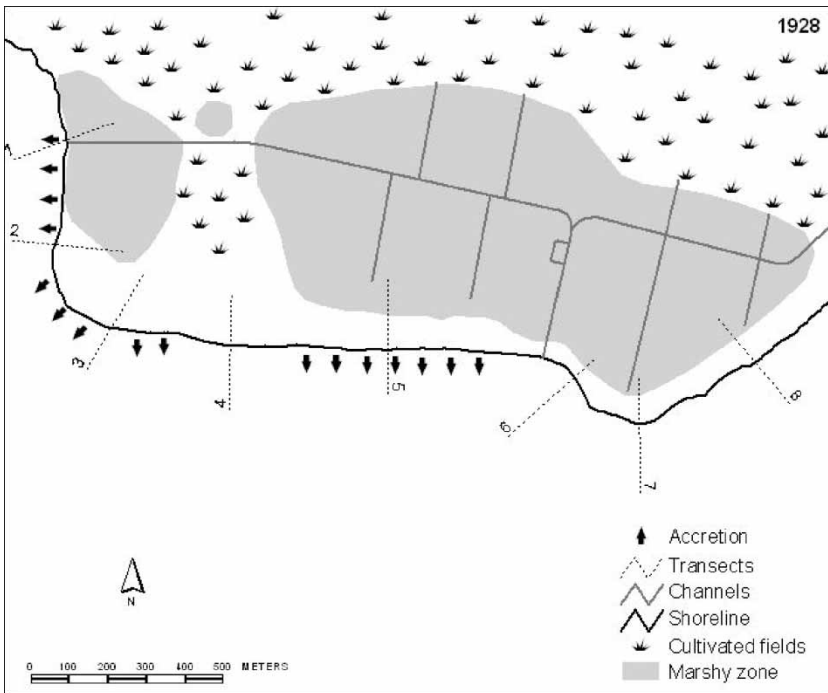 1928
1
2
3
4
5
6
7
8
Accretion
Transects
Channels
Shoreline
Cultivated fields
Marshy zone
N
0 100 200 300 400 500 METERS